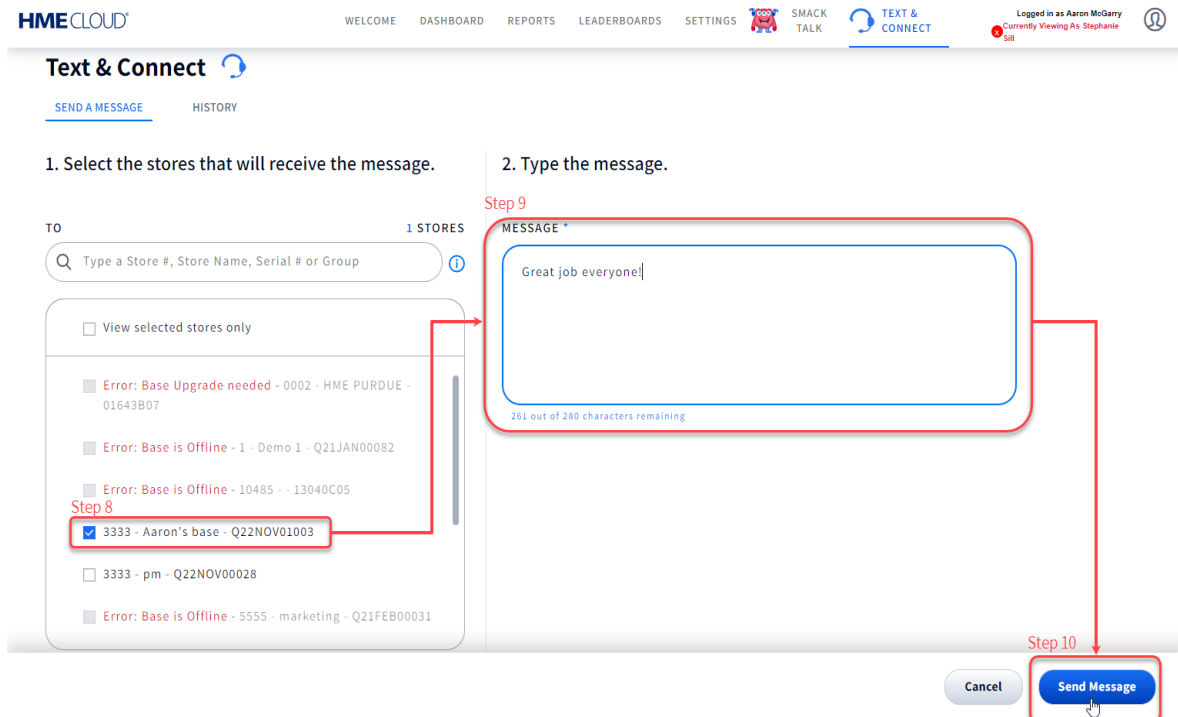 HME CLOUD®
WELCOME
DASHBOARD
REPORTS
LEADERBOARDS
SETTINGS
SMACK
TALK
TEXT &
CONNECT
Logged in as Aaron McGarry
x Currently Viewing As Stephanie
Sill
Text & Connect
SEND A MESSAGE
HISTORY
1. Select the stores that will receive the message.
TO
1 STORES
Type a Store #, Store Name, Serial # or Group
View selected stores only
Error: Base Upgrade needed - 0002 - HME PURDUE -
01643B07
Error: Base is Offline - 1 - Demo 1 - Q21JAN00082
Error: Base is Offline - 10485 - - 13040C05
Step 8
3333 - Aaron's base - Q22NOV01003
3333 - pm - Q22NOV00028
Error: Base is Offline - 5555 - marketing - Q21FEB00031
2. Type the message.
Step 9
MESSAGE *
Great job everyone!
261 out of 280 characters remaining
Step 10
Cancel
Send Message